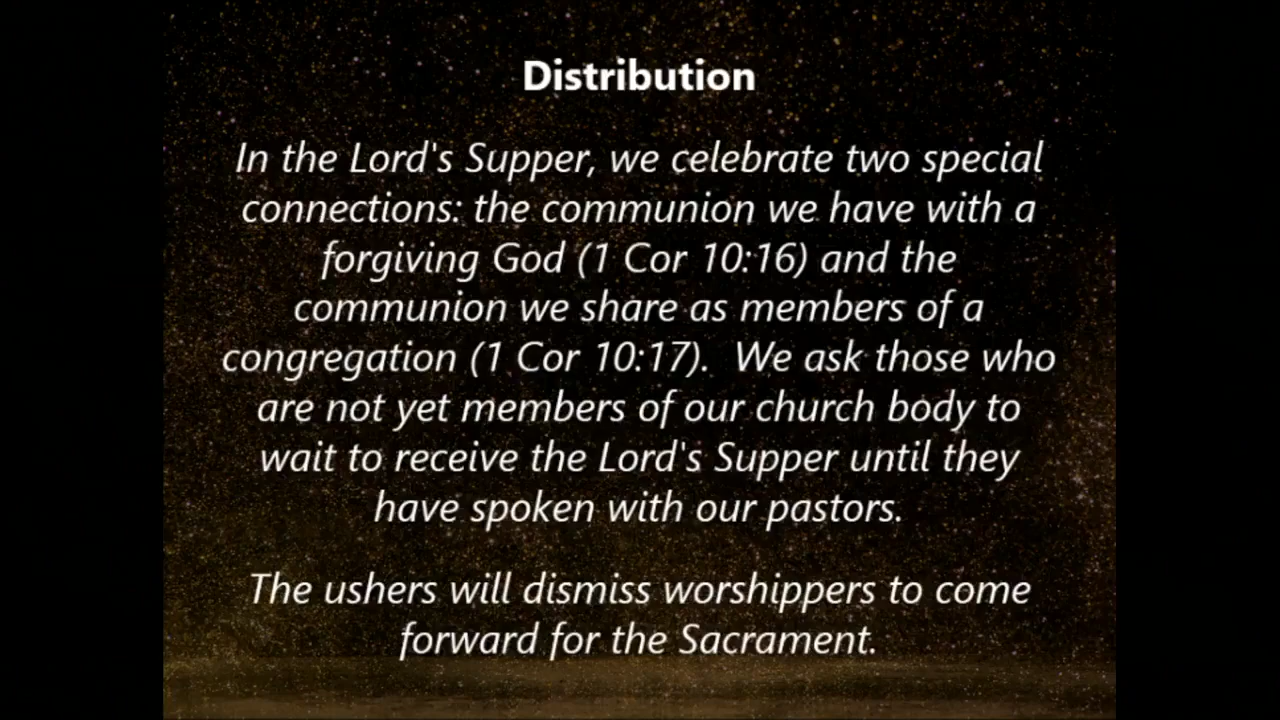 Distribution
In the Lord's Supper, we celebrate two special
connections: the communion we have with a
forgiving God (1 Cor 10:16) and the
communion we share as members of a
congregation (1 Cor 10:17).  We ask those who
are not yet members of our church body to
wait to receive the Lord's Supper until they
have spoken with our pastors.
The ushers will dismiss worshippers to come
forward for the Sacrament.